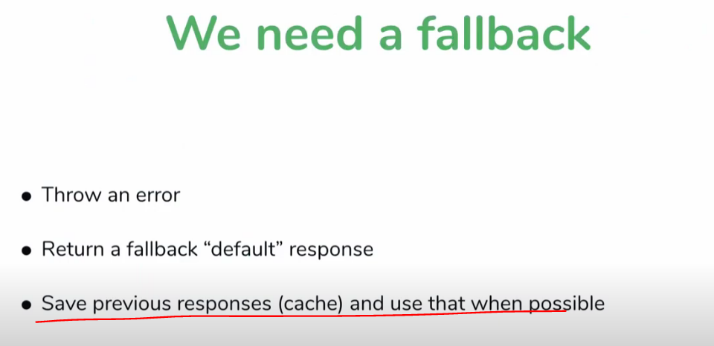 We need a fallback
• Throw an error
• Return a fallback “default” response
• Save previous responses (cache) and use that when possible